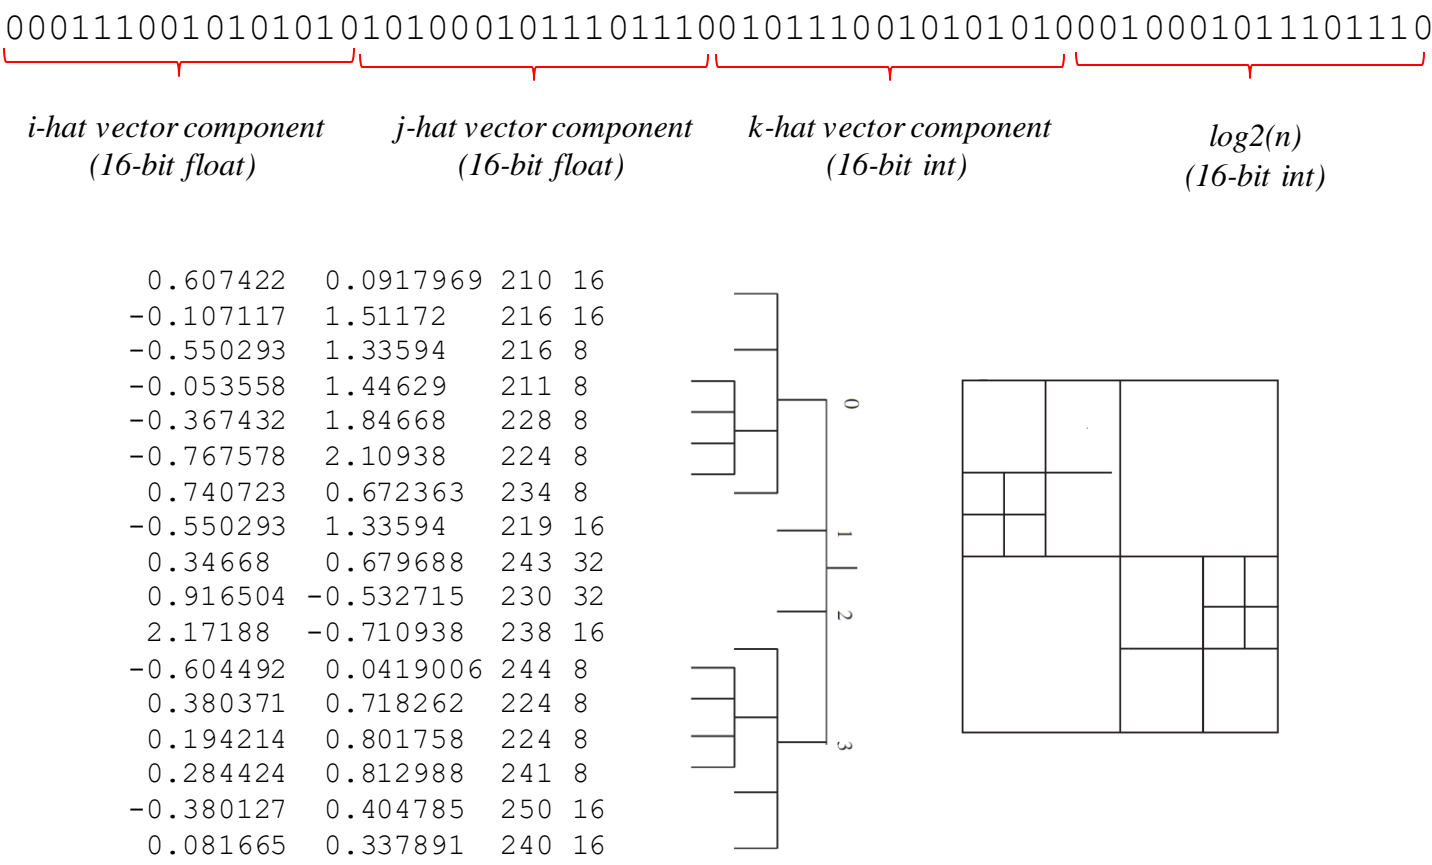 00011100101010101010001011101110001011100101010100010001011101110
i-hat vector component j-hat vector component k-hat vector component log2(n)
(16-bit float) (16-bit float) (16-bit int) (16-bit int)
0.607422 0.0917969 210 16
-0.107117 1.51172 216 16
-0.550293 1.33594 216 8
-0.053558 1.44629 211 8
-0.367432 1.84668 228 8
-0.767578 2.10938 224 8
0.740723 0.672363 234 8
-0.550293 1.33594 219 16
0.34668 0.679688 243 32
0.916504 -0.532715 230 32
2.17188 -0.710938 238 16
-0.604492 0.0419006 244 8
0.380371 0.718262 224 8
0.194214 0.801758 224 8
0.284424 0.812988 241 8
-0.380127 0.404785 250 16
0.081665 0.337891 240 16
0
1
2
3